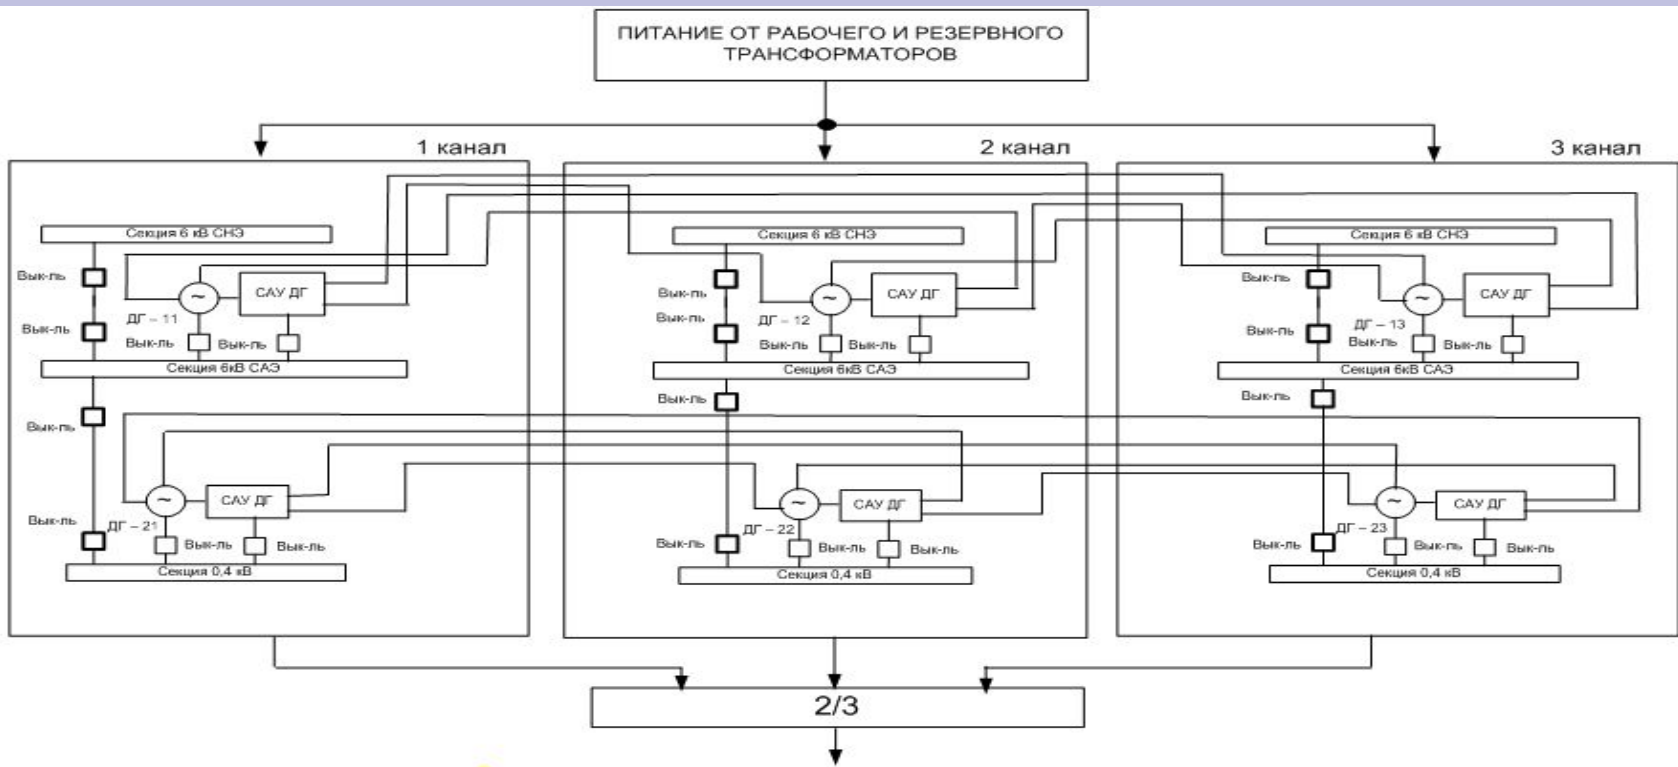 ПИТАНИЕ ОТ РАБОЧЕГО И РЕЗЕРВНОГО
ТРАНСФОРМАТОРОВ
1 канал
Секция 6 кВ СНЭ
Вык-ль
САУ ДГ
ДГ – 11
Вык-ль
Вык-ль
Вык-ль
Секция 6кВ САЭ
Вык-ль
САУ ДГ
Вык-ль
ДГ – 21
Вык-ль
Вык-ль
Секция 0,4 кВ
2 канал
Секция 6 кВ СНЭ
Вык-ль
САУ ДГ
Вык-ль
ДГ – 12
Вык-ль
Вык-ль
Секция 6кВ САЭ
Вык-ль
САУ ДГ
ДГ – 22
Вык-ль
Вык-ль
Вык-ль
Секция 0,4 кВ
3 канал
Секция 6 кВ СНЭ
Вык-ль
САУ ДГ
Вык-ль
ДГ – 13
Вык-ль
Вык-ль
Секция 6кВ САЭ
Вык-ль
САУ ДГ
ДГ – 23
Вык-ль
Вык-ль
Вык-ль
Секция 0,4 кВ
2/3